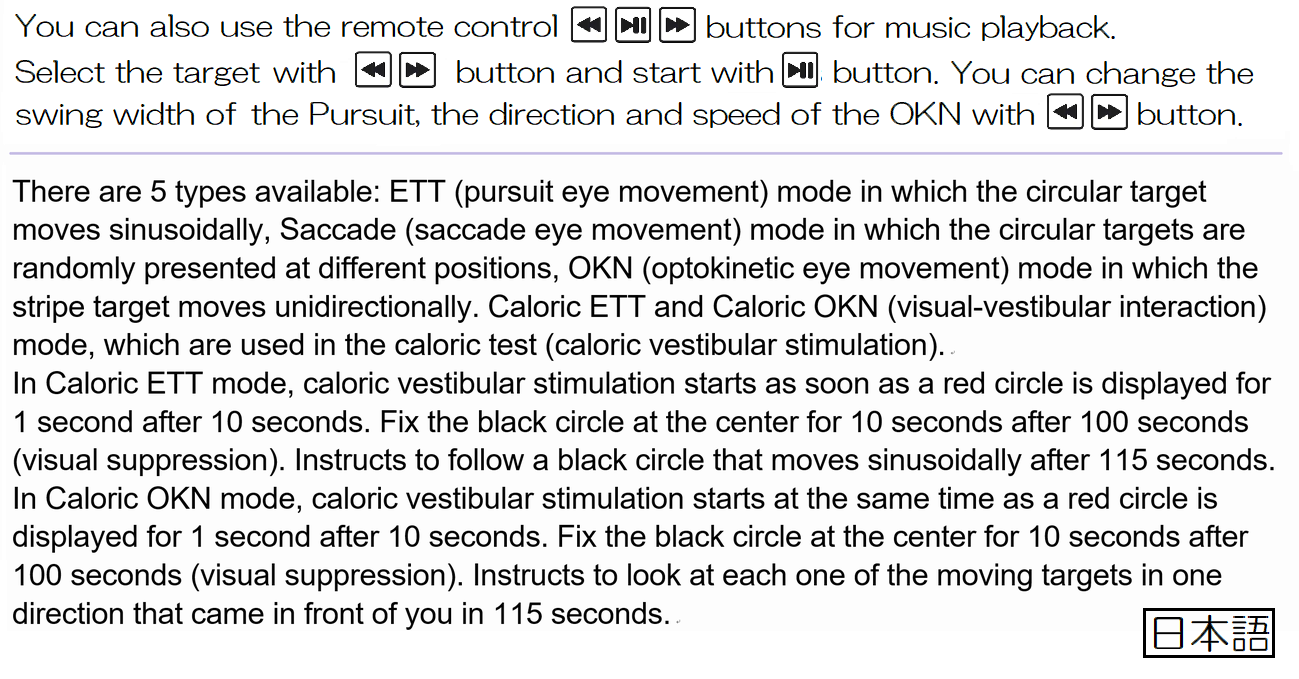 You can also use the remote control ⏪ ⏯ ⏩ buttons for music playback.
Select the target with ⏪ ⏩ button and start with ⏯ button. You can change the
swing width of the Pursuit, the direction and speed of the OKN with ⏪ ⏩ button.
There are 5 types available: ETT (pursuit eye movement) mode in which the circular target
moves sinusoidally, Saccade (saccade eye movement) mode in which the circular targets are
randomly presented at different positions, OKN (optokinetic eye movement) mode in which the
stripe target moves unidirectionally. Caloric ETT and Caloric OKN (visual-vestibular interaction)
mode, which are used in the caloric test (caloric vestibular stimulation).
In Caloric ETT mode, caloric vestibular stimulation starts as soon as a red circle is displayed for
1 second after 10 seconds. Fix the black circle at the center for 10 seconds after 100 seconds
(visual suppression). Instructs to follow a black circle that moves sinusoidally after 115 seconds.
In Caloric OKN mode, caloric vestibular stimulation starts at the same time as a red circle is
displayed for 1 second after 10 seconds. Fix the black circle at the center for 10 seconds after
100 seconds (visual suppression). Instructs to look at each one of the moving targets in one
direction that came in front of you in 115 seconds.
日本語